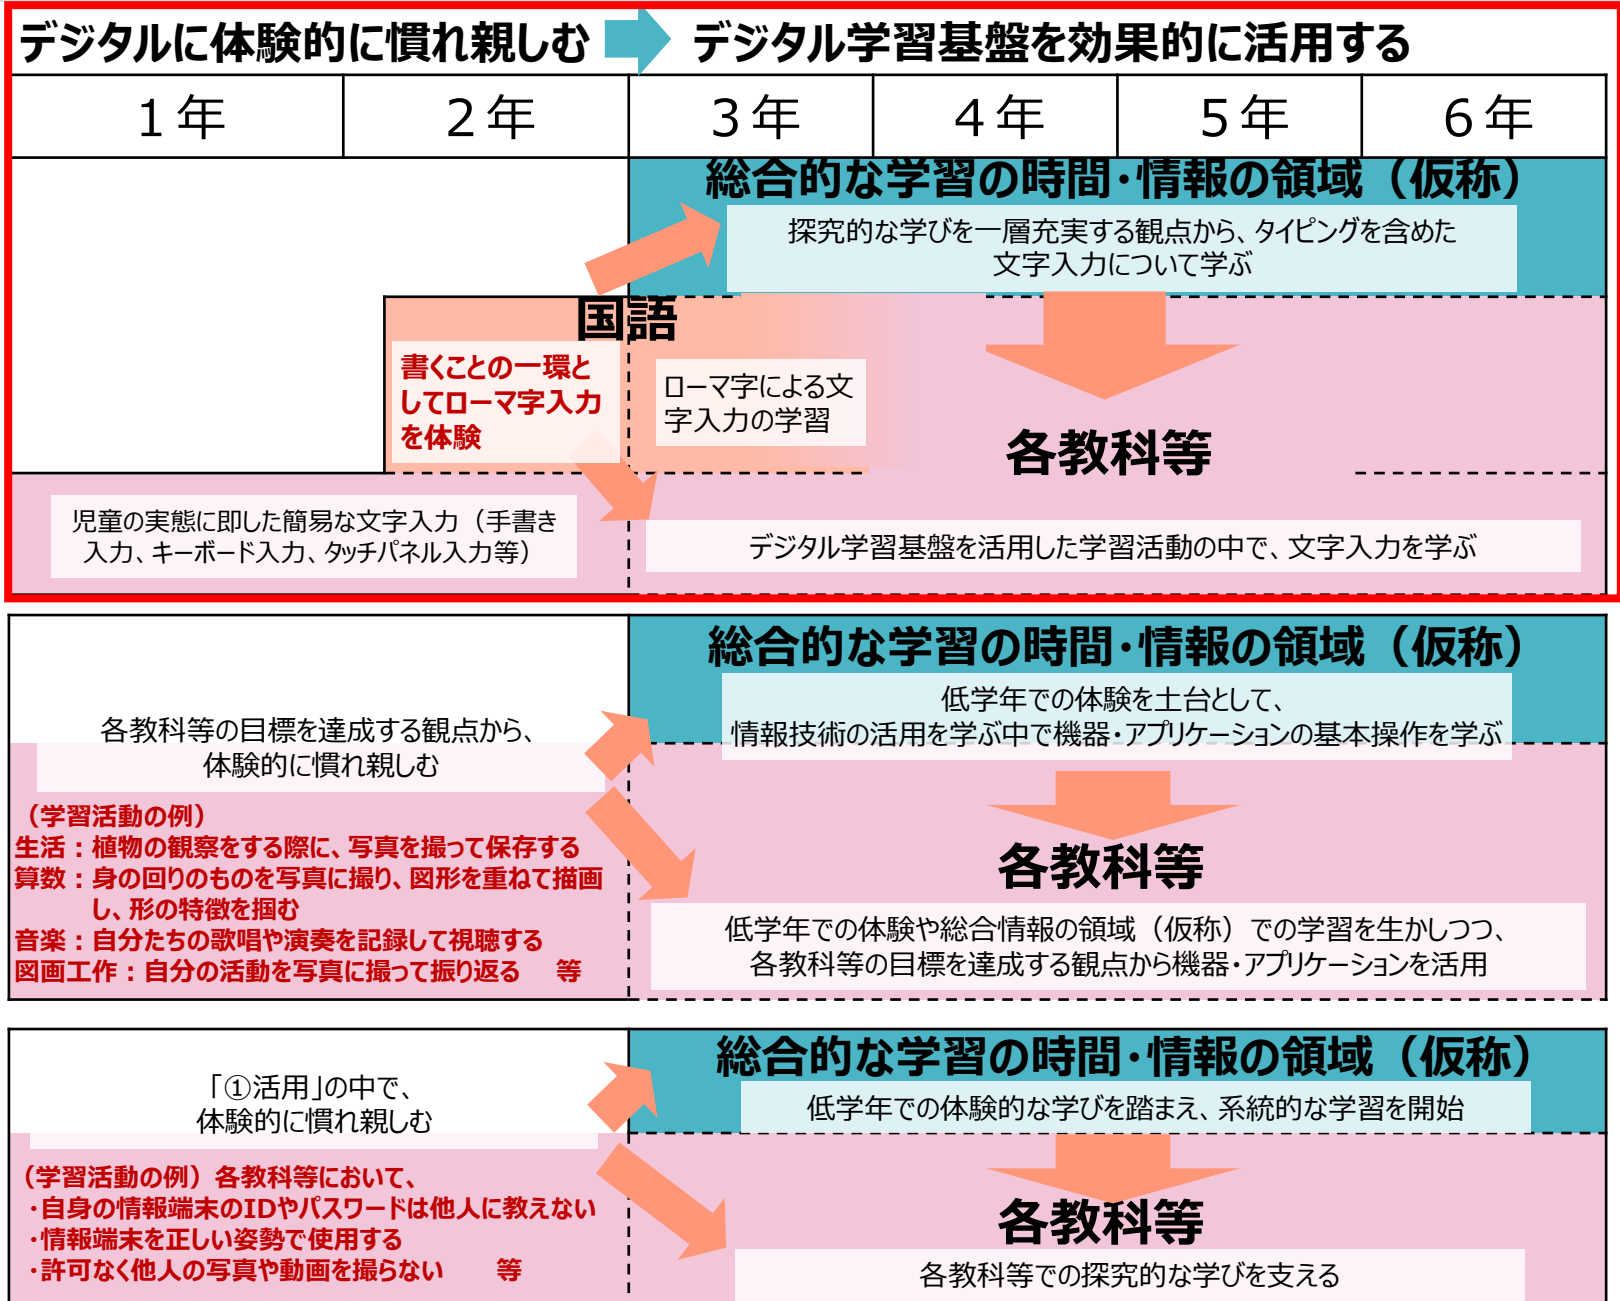 デジタルに体験的に慣れ親しむ
デジタル学習基盤を効果的に活用する
1年
2年
3年
4年
5年
6年
総合的な学習の時間・情報の領域（仮称）
探究的な学びを一層充実する観点から、タイピングを含めた
文字入力について学ぶ
国語
書くことの一環と
してローマ字入力
を体験
ローマ字による文
字入力の学習
各教科等
児童の実態に即した簡易な文字入力（手書き
入力、キーボード入力、タッチパネル入力等）
デジタル学習基盤を活用した学習活動の中で、文字入力を学ぶ
総合的な学習の時間・情報の領域（仮称）
低学年での体験を土台として、
情報技術の活用を学ぶ中で機器・アプリケーションの基本操作を学ぶ
各教科等の目標を達成する観点から、
体験的に慣れ親しむ
（学習活動の例）
生活：植物の観察をする際に、写真を撮って保存する
算数：身の回りのものを写真に撮り、図形を重ねて描画
し、形の特徴を掴む
音楽：自分たちの歌唱や演奏を記録して視聴する
図画工作：自分の活動を写真に撮って振り返る　等
各教科等
低学年での体験や総合情報の領域（仮称）での学習を生かしつつ、
各教科等の目標を達成する観点から機器・アプリケーションを活用
総合的な学習の時間・情報の領域（仮称）
低学年での体験的な学びを踏まえ、系統的な学習を開始
「①活用」の中で、
体験的に慣れ親しむ
（学習活動の例）各教科等において、
・自身の情報端末のIDやパスワードは他人に教えない
・情報端末を正しい姿勢で使用する
・許可なく他人の写真や動画を撮らない　等
各教科等
各教科等での探究的な学びを支える